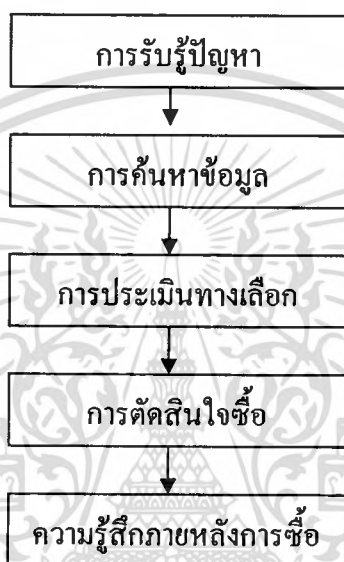 การรับรู้ปัญหา
การค้นหาข้อมูล
การประเมินทางเลือก
การตัดสินใจซื้อ
ความรู้สึกภายหลังการซื้อ